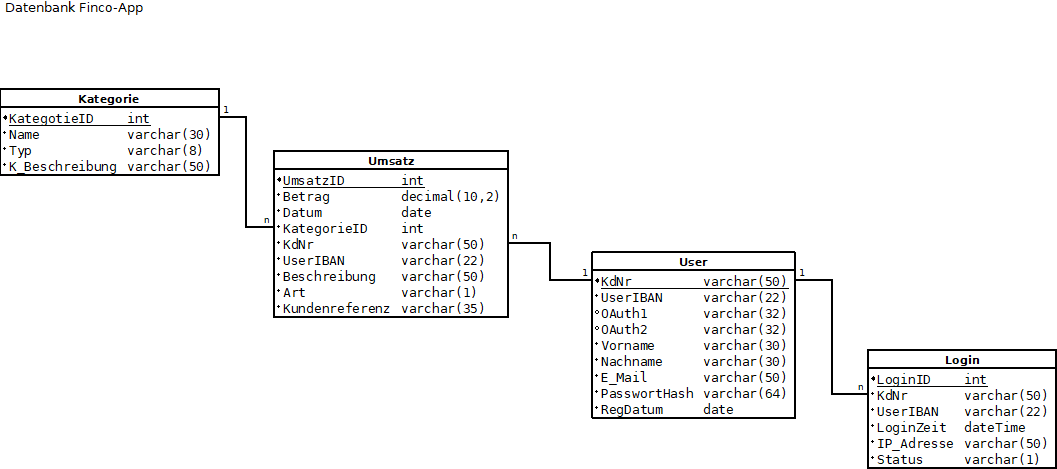 Datenbank Finco-App
Kategorie
KategotieID int
Name varchar(30)
Typ varchar(8)
K_Beschreibung varchar(50)
1
n
Umsatz
UmsatzID int
Betrag decimal(10,2)
Datum date
KategorieID int
KdNr varchar(50)
UserIBAN varchar(22)
Beschreibung varchar(50)
Art varchar(1)
Kundenreferenz varchar(35)
n
1
User
KdNr varchar(50)
UserIBAN varchar(22)
OAuth1 varchar(32)
OAuth2 varchar(32)
Vorname varchar(30)
Nachname varchar(30)
E_Mail varchar(50)
PasswortHash varchar(64)
RegDatum date
1
n
Login
LoginID int
KdNr varchar(50)
UserIBAN varchar(22)
LoginZeit dateTime
IP_Adresse varchar(50)
Status varchar(1)